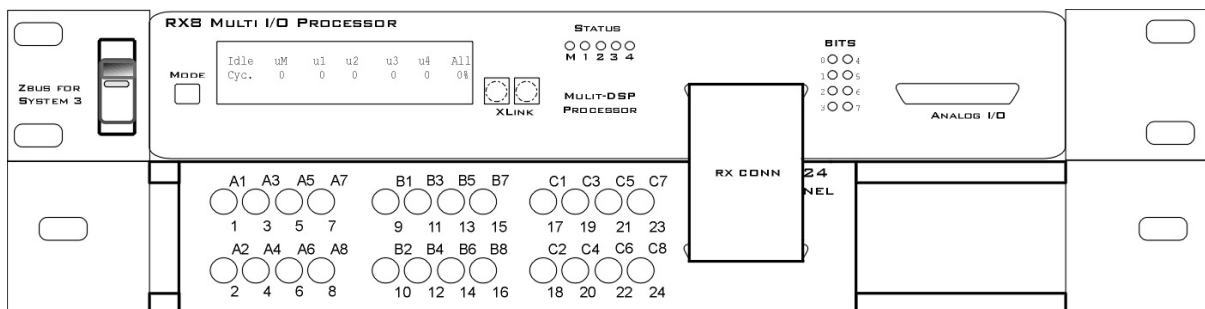 RX8 Multi I/O Processor
Status
M 1 2 3 4
Bits
0 4
1 5
2 6
3 7
Idle uM u1 u2 u3 u4 All
Cyc. 0 0 0 0 0 0%
Mode
XLink
Mulit-DSP
Processor
Analog I/O
Zbus for
System 3
RX CONN
24
NEL
A1 A3 A5 A7 B1 B3 B5 B7 C1 C3 C5 C7
1 3 5 7 9 11 13 15 17 19 21 23
A2 A4 A6 A8 B2 B4 B6 B8 C2 C4 C6 C8
2 4 6 8 10 12 14 16 18 20 22 24